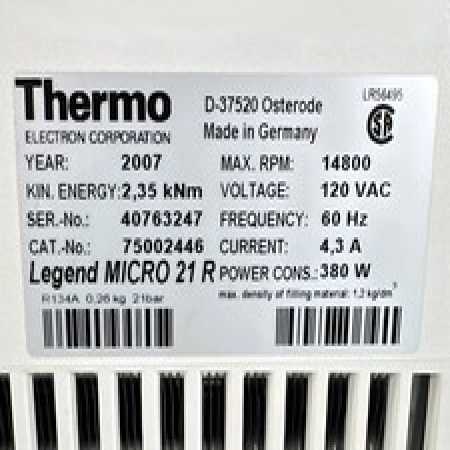 Thermo
ELECTRON CORPORATION
D-37520 Osterode
Made in Germany
LR56495
YEAR: 2007 MAX. RPM: 14800
KIN. ENERGY: 2,35 kNm VOLTAGE: 120 VAC
SER.-No.: 40763247 FREQUENCY: 60 Hz
CAT.-No.: 75002446 CURRENT: 4,3 A
Legend MICRO 21 R POWER CONS.: 380 W
R134A 0,26 kg 21bar max. density of filling material: 1,2 kg/dm³